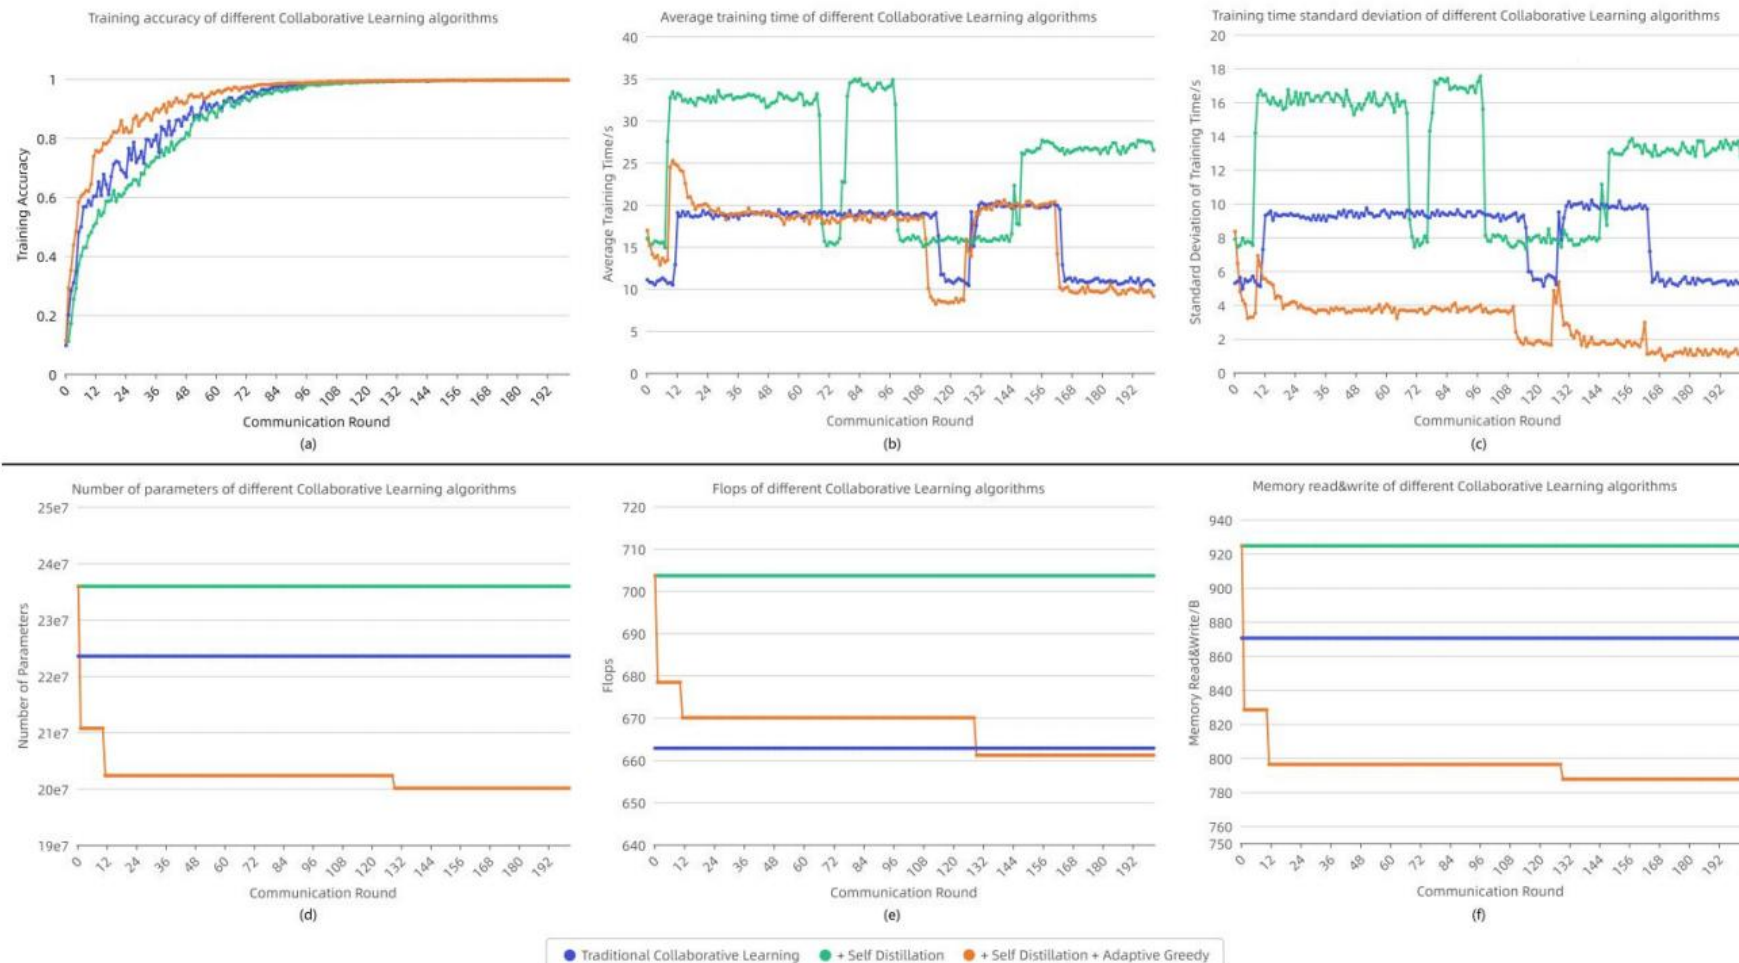 Training accuracy of different Collaborative Learning algorithms
1
0.8
0.6
0.4
0.2
0
Training Accuracy
0 12 24 36 48 60 72 84 96 108 120 132 144 156 168 180 192
Communication Round
(a)
Average training time of different Collaborative Learning algorithms
40
35
30
25
20
15
10
5
0
Average Training Time/s
0 12 24 36 48 60 72 84 96 108 120 132 144 156 168 180 192
Communication Round
(b)
Training time standard deviation of different Collaborative Learning algorithms
20
18
16
14
12
10
8
6
4
2
0
Standard Deviation of Training Time/s
0 12 24 36 48 60 72 84 96 108 120 132 144 156 168 180 192
Communication Round
(c)
Number of parameters of different Collaborative Learning algorithms
25e7
24e7
23e7
22e7
21e7
20e7
19e7
Number of Parameters
0 12 24 36 48 60 72 84 96 108 120 132 144 156 168 180 192
Communication Round
(d)
Flops of different Collaborative Learning algorithms
720
710
700
690
680
670
660
650
640
Flops
0 12 24 36 48 60 72 84 96 108 120 132 144 156 168 180 192
Communication Round
(e)
Memory read&write of different Collaborative Learning algorithms
940
920
900
880
860
840
820
800
780
760
750
Memory Read&Write/B
0 12 24 36 48 60 72 84 96 108 120 132 144 156 168 180 192
Communication Round
(f)
Traditional Collaborative Learning + Self Distillation + Self Distillation + Adaptive Greedy